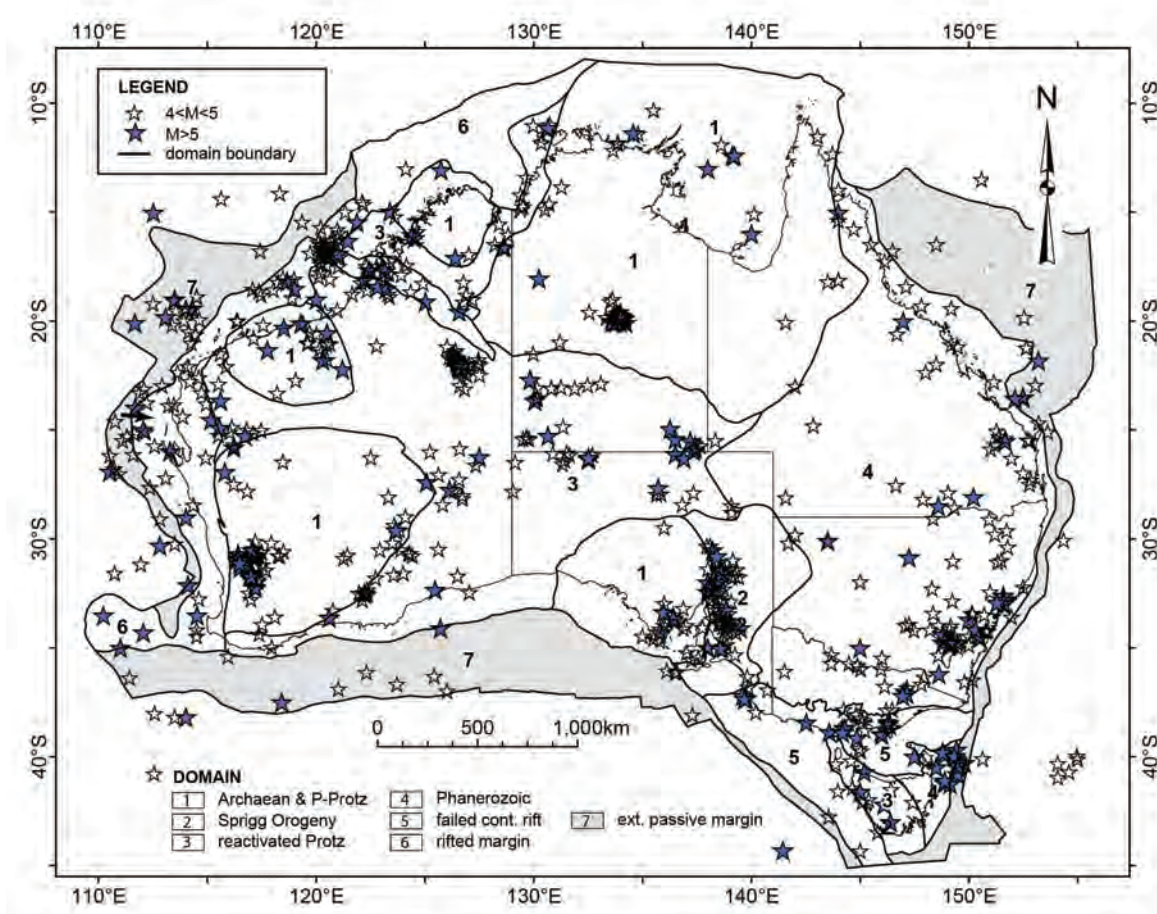 110°E 120°E 130°E 140°E 150°E
LEGEND
4<M<5
M>5
domain boundary
N
10°S 10°S
20°S 20°S
30°S 30°S
40°S 40°S
6
1
1
3
1
4
7
7
1
4
3
1
1
2
6
7
5
5
3
4
0 500 1,000km
DOMAIN
1 Archaean & P-Protz
2 Sprigg Orogeny
3 reactivated Protz
4 Phanerozoic
5 failed cont. rift
6 rifted margin
7 ext. passive margin
110°E 120°E 130°E 140°E 150°E